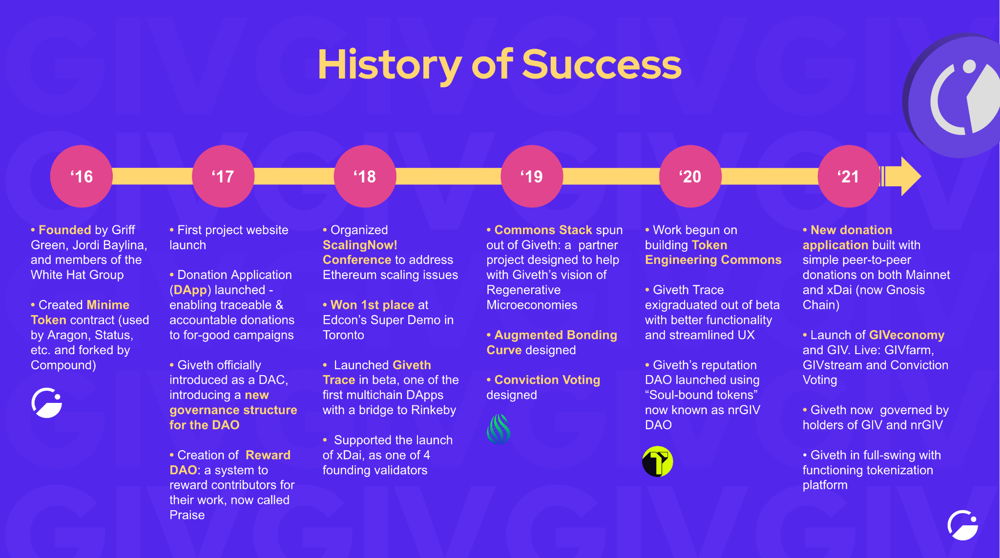 History of Success
‘16
‘17
‘18
‘19
‘20
‘21
• Founded by Griff
Green, Jordi Baylina,
and members of the
White Hat Group
• Created Minime
Token contract (used
by Aragon, Status,
etc. and forked by
Compound)
• First project website
launch
• Donation Application
(DApp) launched -
enabling traceable &
accountable donations
to for-good campaigns
• Giveth officially
introduced as a DAC,
introducing a new
governance structure
for the DAO
• Creation of  Reward
DAO: a system to
reward contributors for
their work, now called
Praise
• Organized
ScalingNow!
Conference to address
Ethereum scaling issues
• Won 1st place at
Edcon’s Super Demo in
Toronto
•  Launched Giveth
Trace in beta, one of the
first multichain DApps
with a bridge to Rinkeby
•  Supported the launch
of xDai, as one of 4
founding validators
• Commons Stack spun
out of Giveth: a  partner
project designed to help
with Giveth’s vision of
Regenerative
Microeconomies
• Augmented Bonding
Curve designed
• Conviction Voting
designed
• Work begun on
building Token
Engineering Commons
• Giveth Trace
exigraduated out of beta
with better functionality
and streamlined UX
• Giveth’s reputation
DAO launched using
“Soul-bound tokens”
now known as nrGIV
DAO
• New donation
application built with
simple peer-to-peer
donations on both Mainnet
and xDai (now Gnosis
Chain)
• Launch of GIVeconomy
and GIV. Live: GIVfarm,
GIVstream and Conviction
Voting
• Giveth now  governed by
holders of GIV and nrGIV
• Giveth in full-swing with
functioning tokenization
platform
GIVGIVGIVGIV
GIVGIVGIVGIV
GIVGIVGIVGIV
GIVGIVGIVGIV